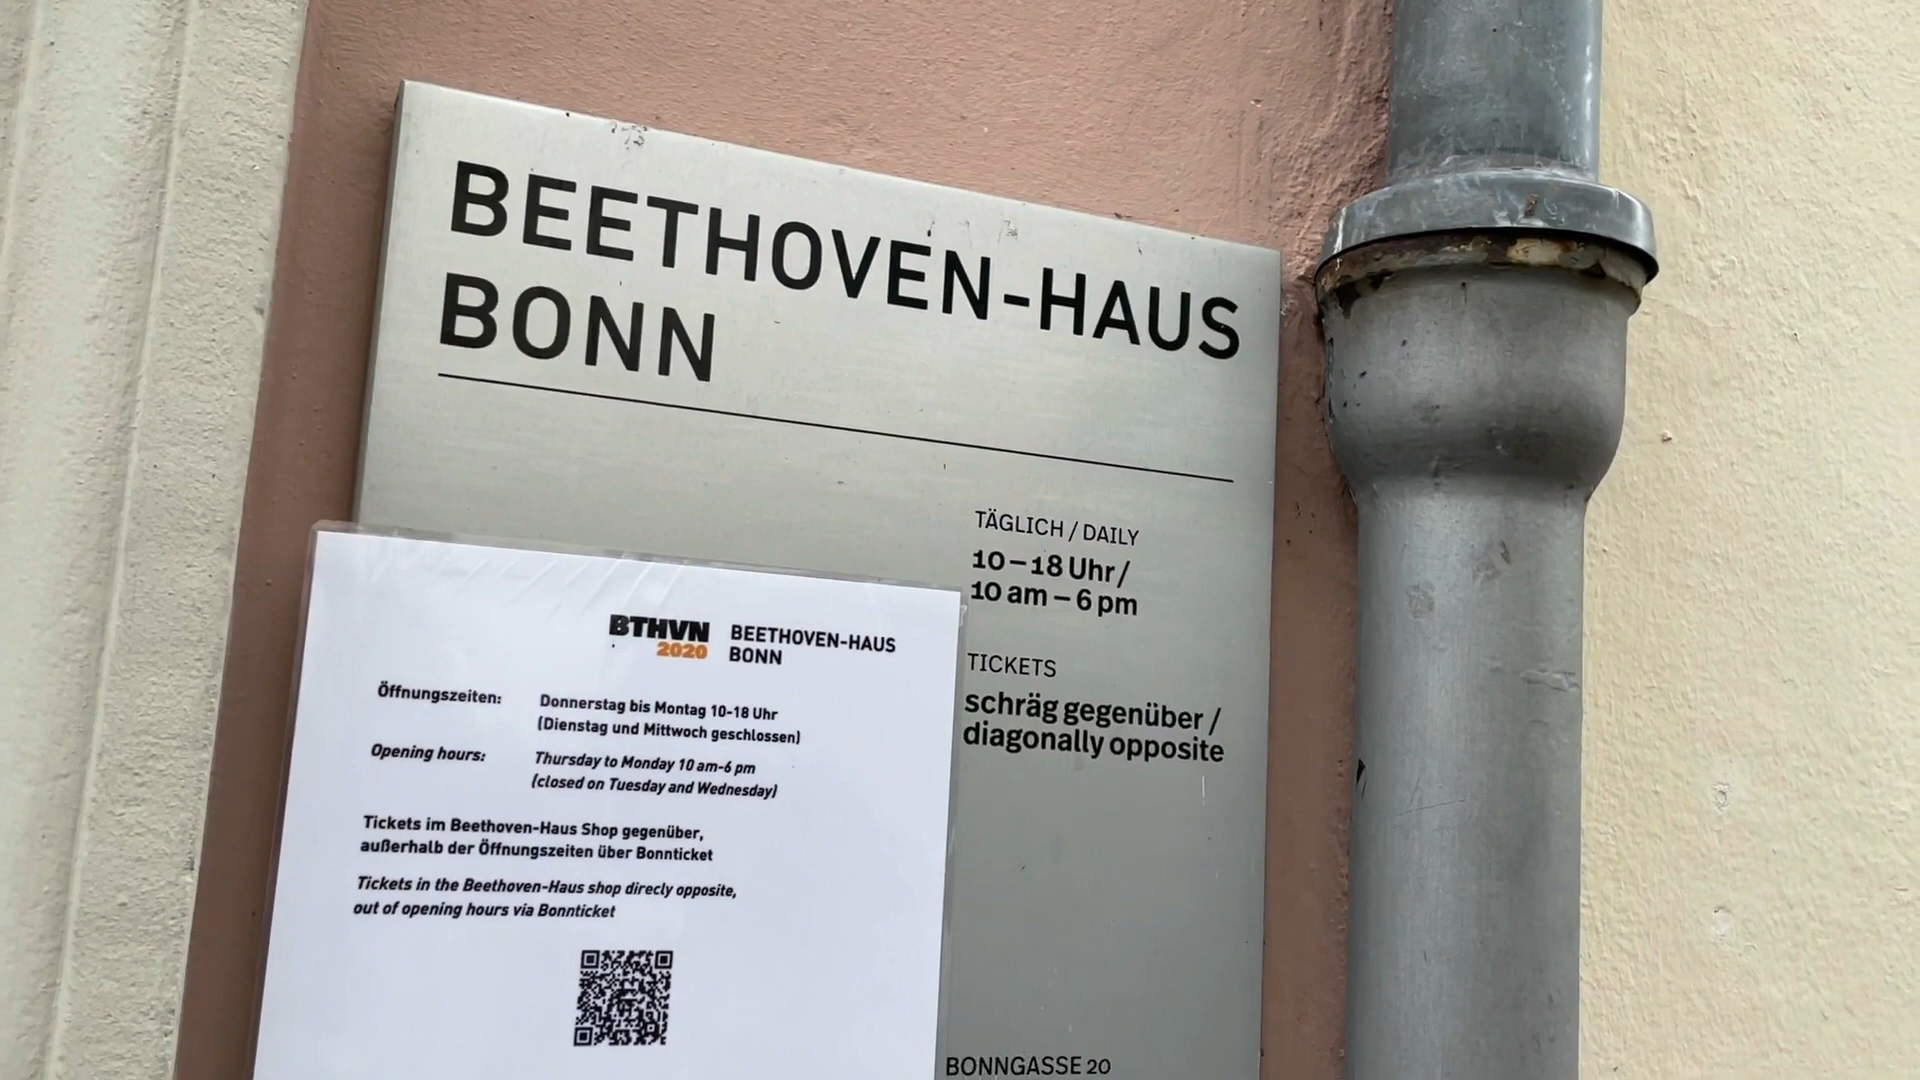 BEETHOVEN-HAUS
BONN
TÄGLICH / DAILY
10 – 18 Uhr /
10 am – 6 pm
TICKETS
schräg gegenüber /
diagonally opposite
BONNGASSE 20
BTHVN
2020
BEETHOVEN-HAUS
BONN
Öffnungszeiten: Donnerstag bis Montag 10-18 Uhr
(Dienstag und Mittwoch geschlossen)
Opening hours: Thursday to Monday 10 am-6 pm
(closed on Tuesday and Wednesday)
Tickets im Beethoven-Haus Shop gegenüber,
außerhalb der Öffnungszeiten über Bonnticket
Tickets in the Beethoven-Haus shop direcly opposite,
out of opening hours via Bonnticket